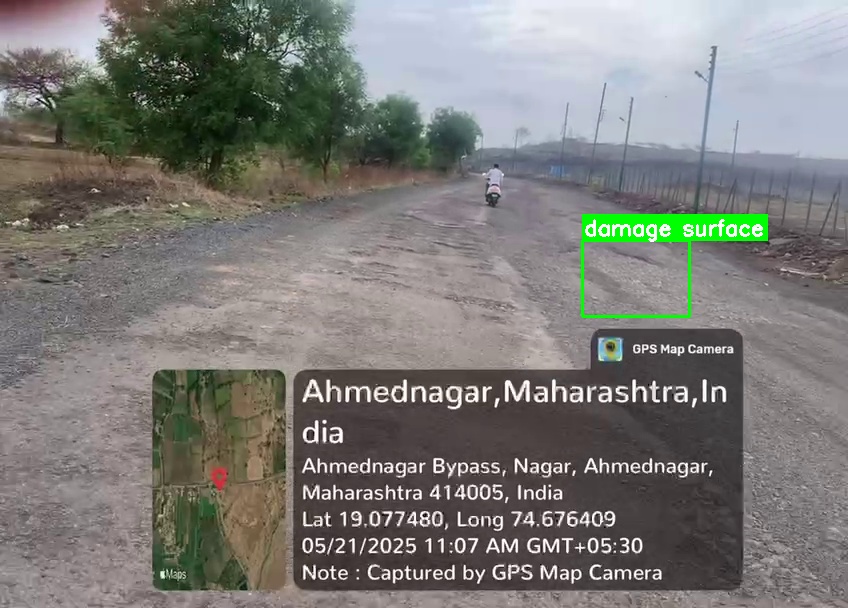 damage surface
GPS Map Camera
Ahmednagar,Maharashtra,In
dia
Ahmednagar Bypass, Nagar, Ahmednagar,
Maharashtra 414005, India
Lat 19.077480, Long 74.676409
05/21/2025 11:07 AM GMT+05:30
Note : Captured by GPS Map Camera
Maps